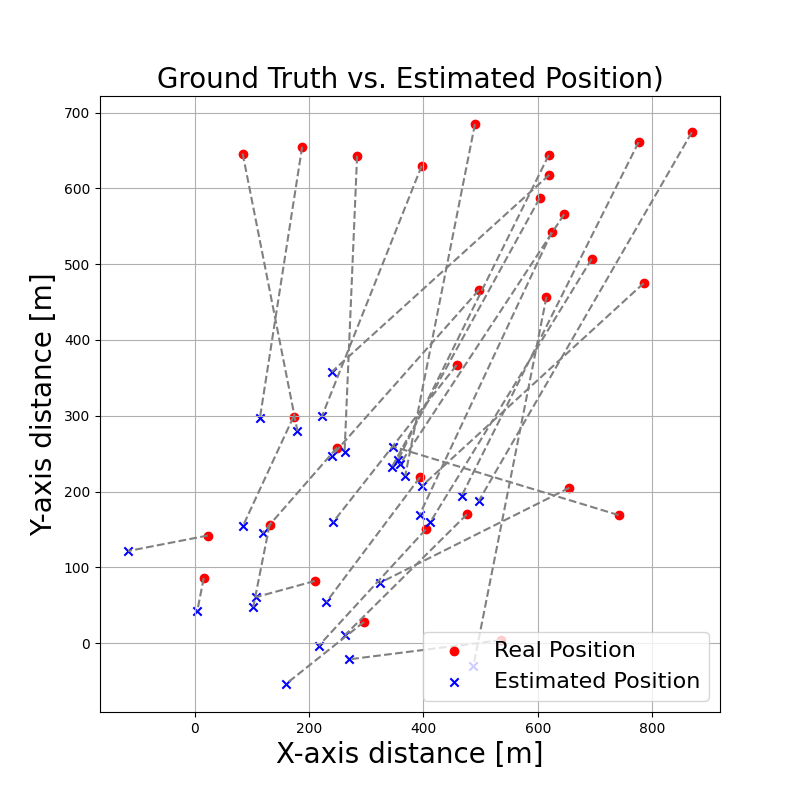 Ground Truth vs. Estimated Position)
Y-axis distance [m]
700
600
500
400
300
200
100
0
0
200
400
600
800
X-axis distance [m]
Real Position
Estimated Position